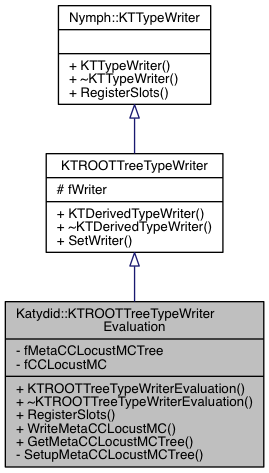 Nymph::KTTypeWriter
+ KTTypeWriter()
+ ~KTTypeWriter()
+ RegisterSlots()
KTROOTTreeTypeWriter
# fWriter
+ KTDerivedTypeWriter()
+ ~KTDerivedTypeWriter()
+ SetWriter()
Katydid::KTROOTTreeTypeWriter
Evaluation
- fMetaCCLocustMCTree
- fCCLocustMC
+ KTROOTTreeTypeWriterEvaluation()
+ ~KTROOTTreeTypeWriterEvaluation()
+ RegisterSlots()
+ WriteMetaCCLocustMC()
+ GetMetaCCLocustMCTree()
- SetupMetaCCLocustMCTree()